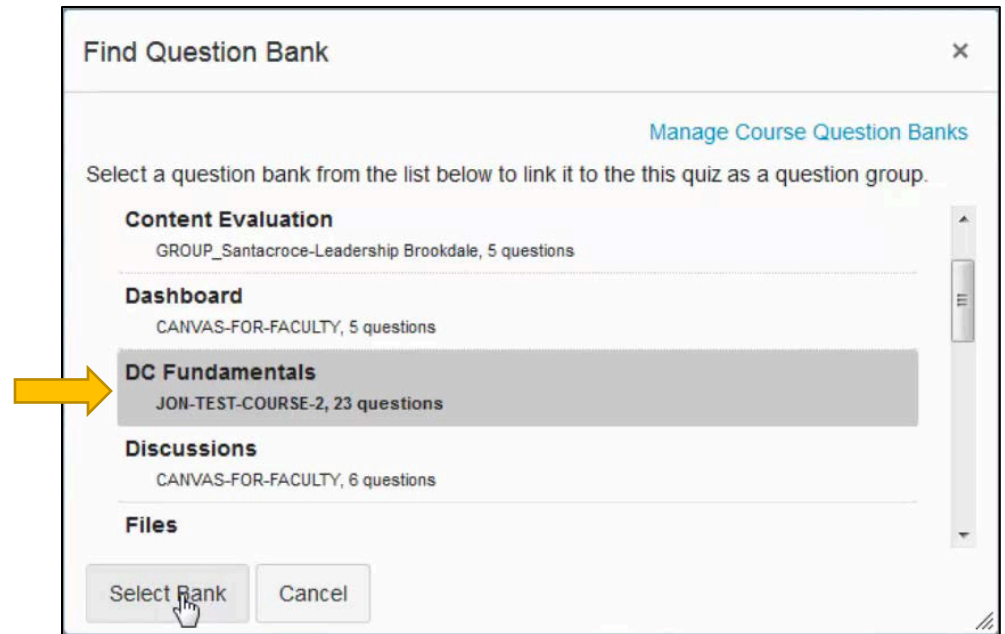 Find Question Bank ×
Manage Course Question Banks
Select a question bank from the list below to link it to the this quiz as a question group.
Content Evaluation
GROUP_Santacroce-Leadership Brookdale, 5 questions
Dashboard
CANVAS-FOR-FACULTY, 5 questions
DC Fundamentals
JON-TEST-COURSE-2, 23 questions
Discussions
CANVAS-FOR-FACULTY, 6 questions
Files
Select Bank Cancel